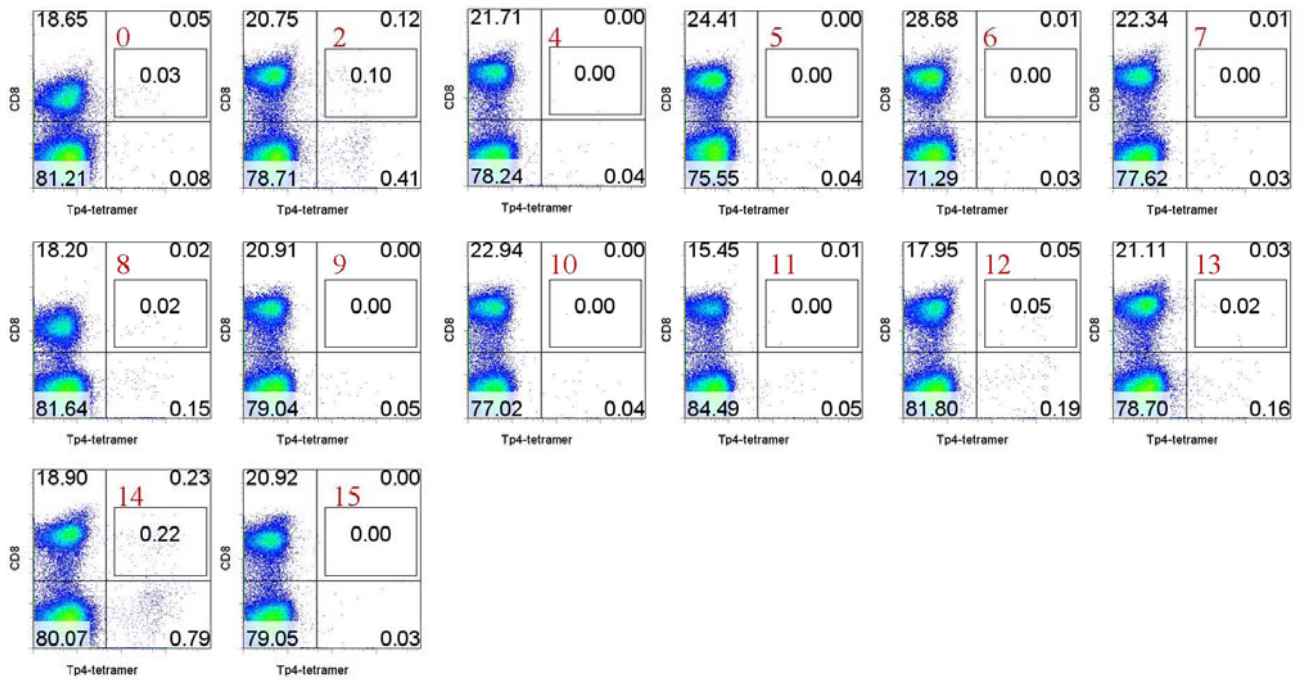 18.65 0.05 20.75 0.12 21.71 0.00 24.41 0.00 28.68 0.01 22.34 0.01
0 2 4 5 6 7
CD8 0.03 CD8 0.10 CD8 0.00 CD8 0.00 CD8 0.00 CD8 0.00
81.21 0.08 78.71 0.41 78.24 0.04 75.55 0.04 71.29 0.03 77.62 0.03
Tp4-tetramer Tp4-tetramer Tp4-tetramer Tp4-tetramer Tp4-tetramer Tp4-tetramer
18.20 0.02 20.91 0.00 22.94 0.00 15.45 0.01 17.95 0.05 21.11 0.03
8 9 10 11 12 13
CD8 0.02 CD8 0.00 CD8 0.00 CD8 0.00 CD8 0.05 CD8 0.02
81.64 0.15 79.04 0.05 77.02 0.04 84.49 0.05 81.80 0.19 78.70 0.16
Tp4-tetramer Tp4-tetramer Tp4-tetramer Tp4-tetramer Tp4-tetramer Tp4-tetramer
18.90 0.23 20.92 0.00
14 15
CD8 0.22 CD8 0.00
80.07 0.79 79.05 0.03
Tp4-tetramer Tp4-tetramer